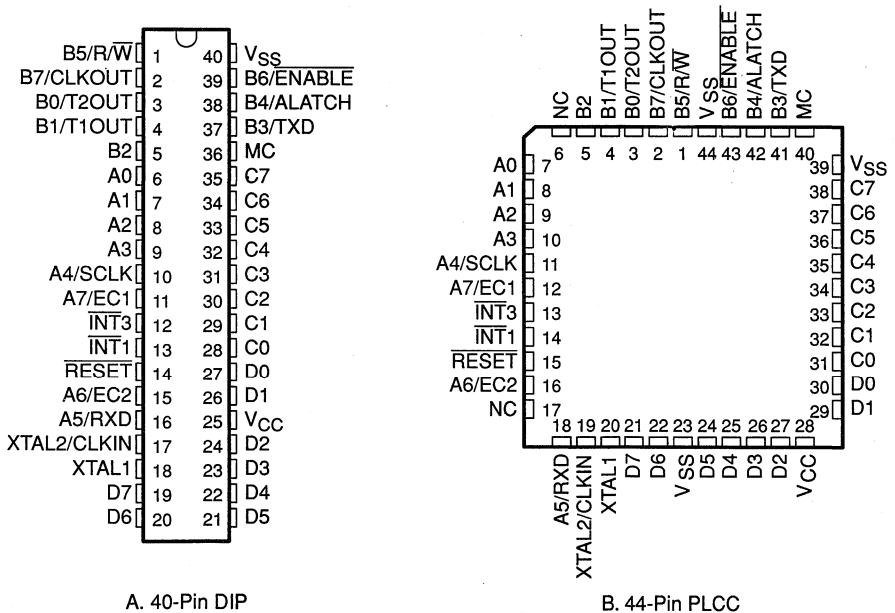 B5/R/W̅ 1 40 VSS
B7/CLKOUT 2 39 B6/E̅N̅A̅B̅L̅E̅
B0/T2OUT 3 38 B4/ALATCH
B1/T1OUT 4 37 B3/TXD
B2 5 36 MC
A0 6 35 C7
A1 7 34 C6
A2 8 33 C5
A3 9 32 C4
A4/SCLK 10 31 C3
A7/EC1 11 30 C2
I̅N̅T̅3 12 29 C1
I̅N̅T̅1 13 28 C0
R̅E̅S̅E̅T̅ 14 27 D0
A6/EC2 15 26 D1
A5/RXD 16 25 VCC
XTAL2/CLKIN 17 24 D2
XTAL1 18 23 D3
D7 19 22 D4
D6 20 21 D5
A. 40-Pin DIP
NC B2 B1/T1OUT B0/T2OUT B7/CLKOUT B5/R/W̅ VSS B6/E̅N̅A̅B̅L̅E̅ B4/ALATCH B3/TXD MC
6 5 4 3 2 1 44 43 42 41 40
A0 7 39 VSS
A1 8 38 C7
A2 9 37 C6
A3 10 36 C5
A4/SCLK 11 35 C4
A7/EC1 12 34 C3
I̅N̅T̅3 13 33 C2
I̅N̅T̅1 14 32 C1
R̅E̅S̅E̅T̅ 15 31 C0
A6/EC2 16 30 D0
NC 17 29 D1
18 19 20 21 22 23 24 25 26 27 28
A5/RXD XTAL2/CLKIN XTAL1 D7 D6 VSS D5 D4 D3 D2 VCC
B. 44-Pin PLCC